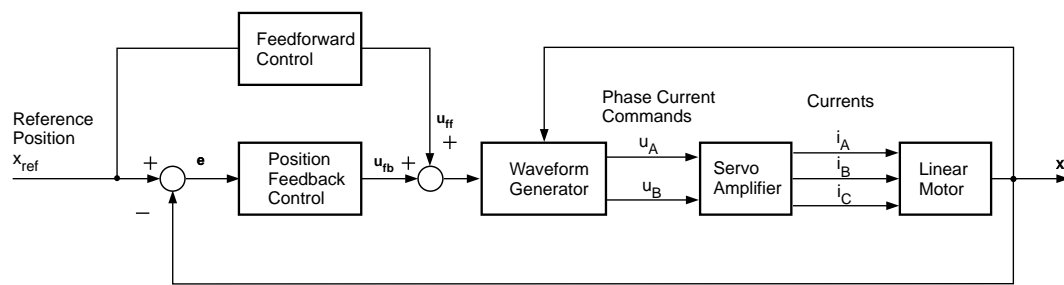 Feedforward
Control
Reference
Position
x_ref
+
−
e
Position
Feedback
Control
u_fb
+
u_ff
+
Waveform
Generator
Phase Current
Commands
u_A
u_B
Servo
Amplifier
Currents
i_A
i_B
i_C
Linear
Motor
x